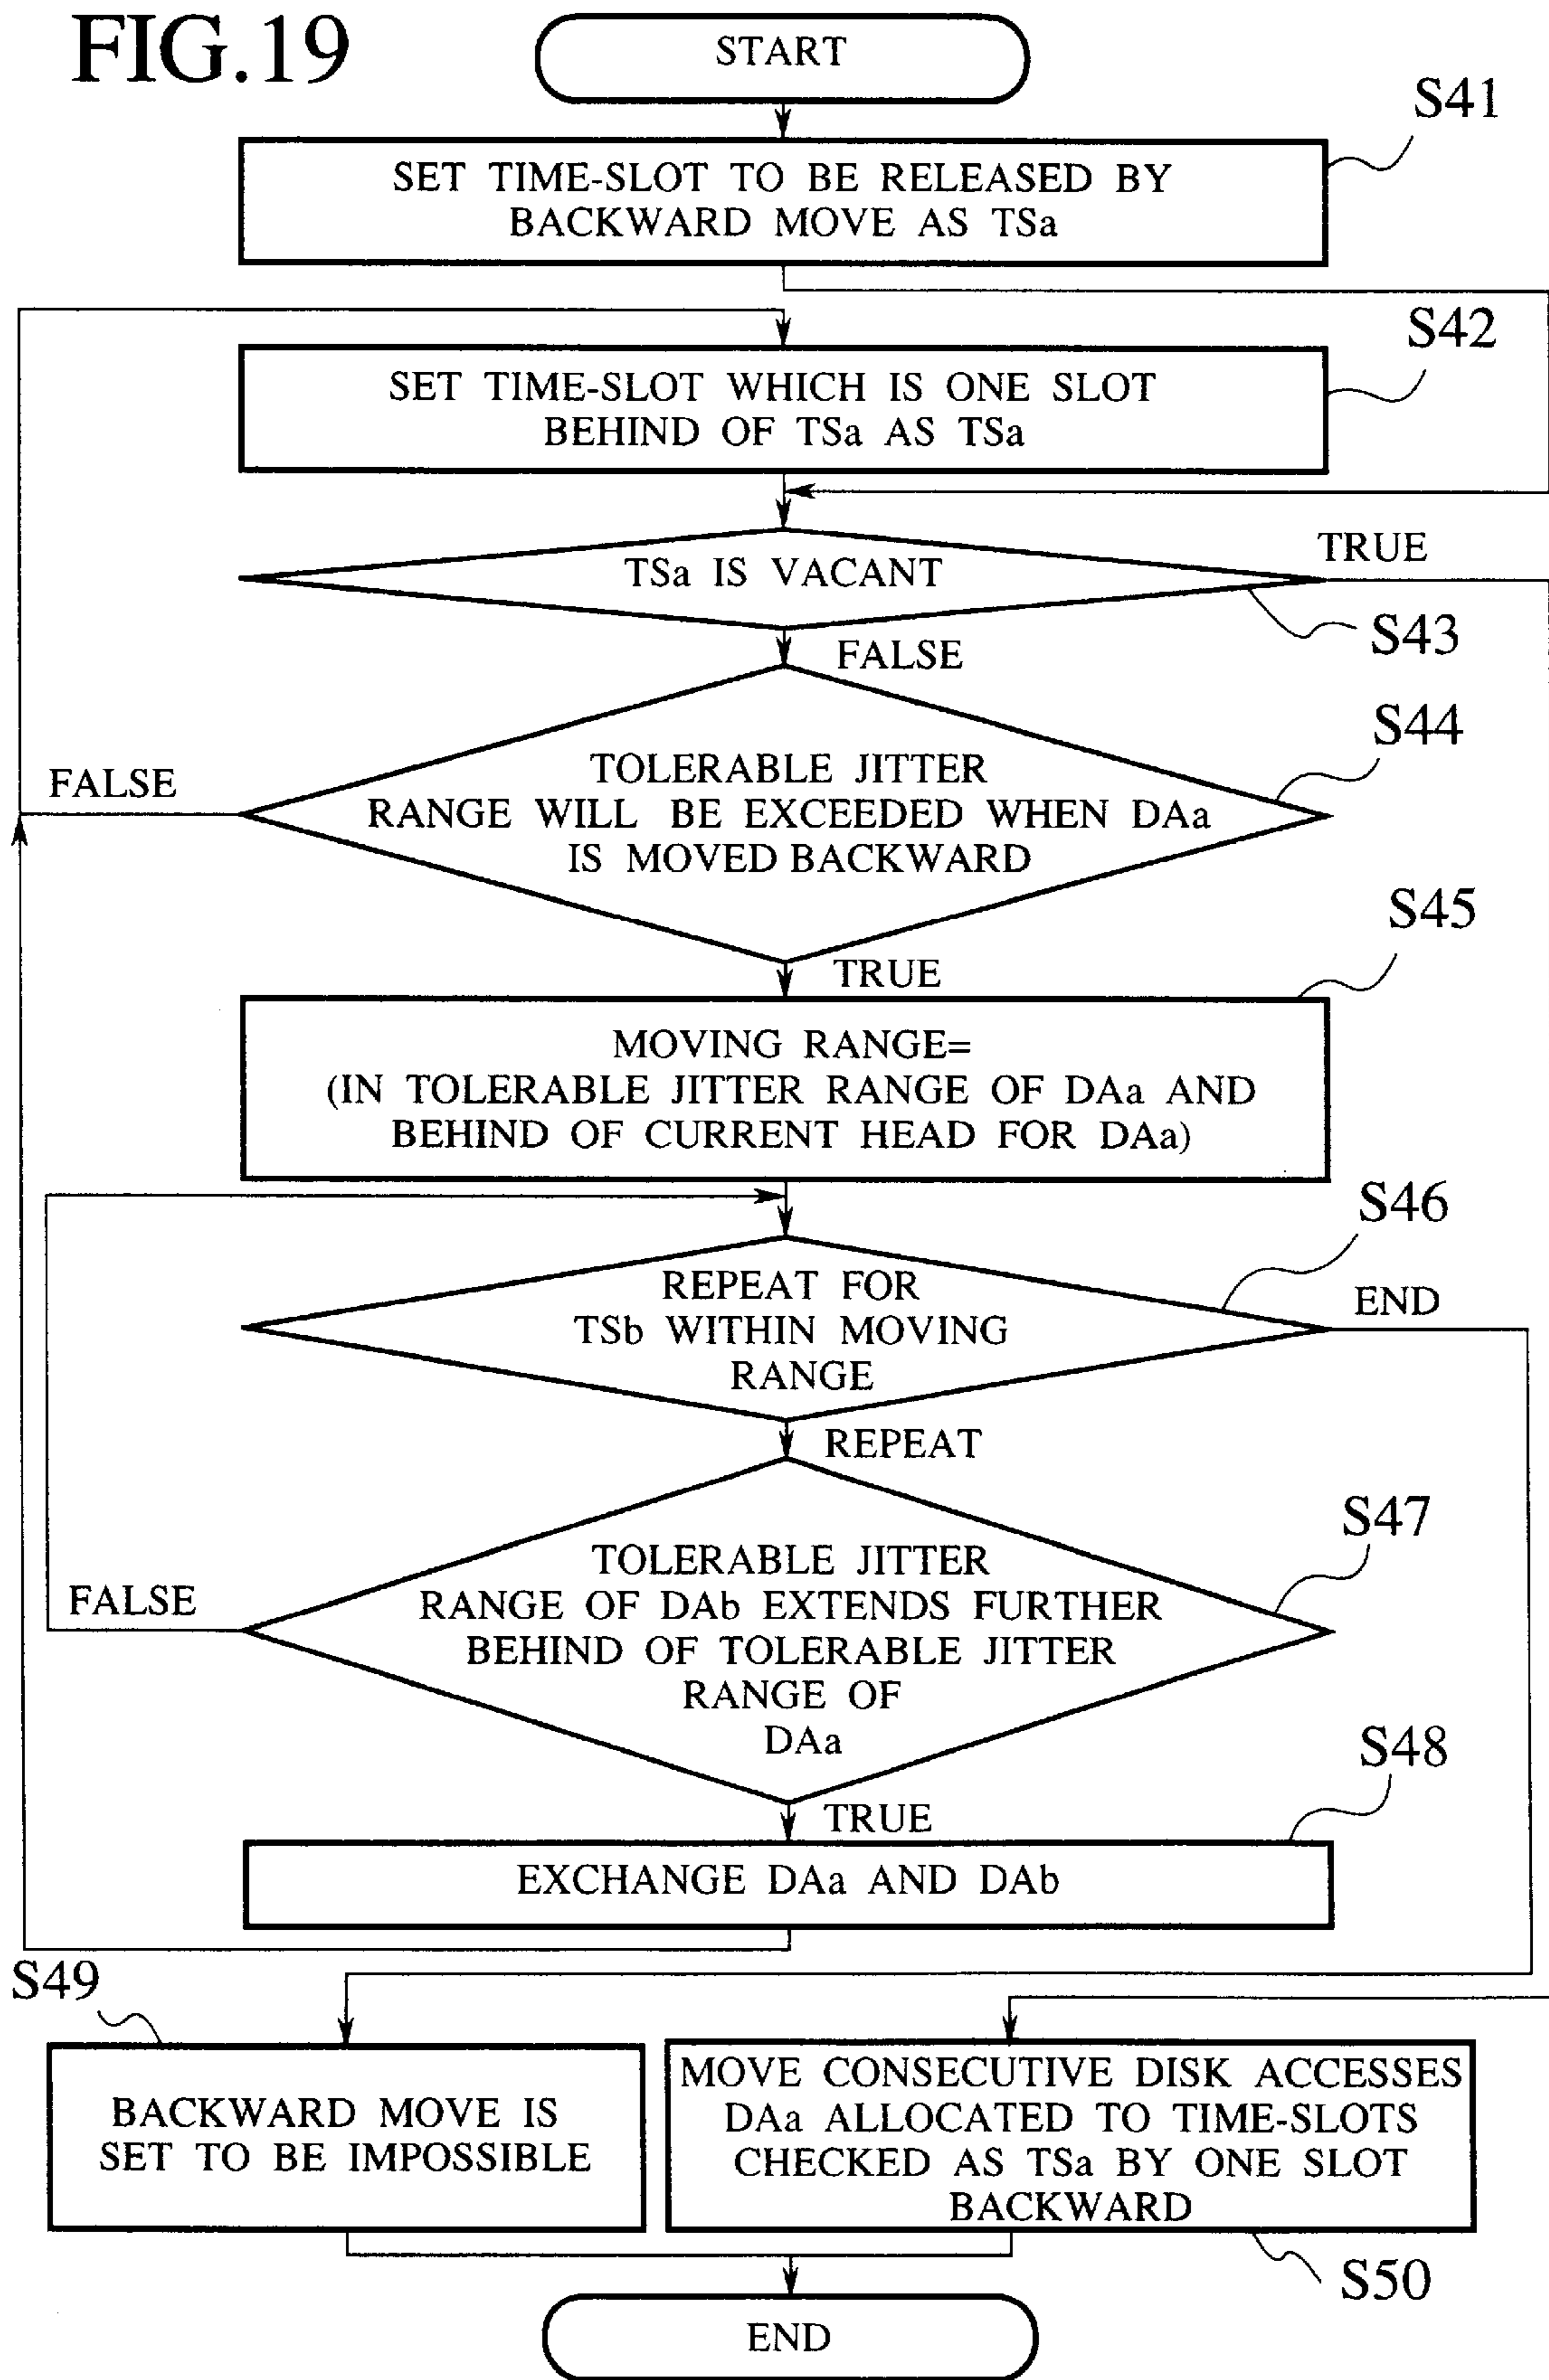 FIG.19
START
S41
SET TIME-SLOT TO BE RELEASED BY
BACKWARD MOVE AS TSa
S42
SET TIME-SLOT WHICH IS ONE SLOT
BEHIND OF TSa AS TSa
TSa IS VACANT
TRUE
S43
FALSE
S44
TOLERABLE JITTER
RANGE WILL BE EXCEEDED WHEN DAa
IS MOVED BACKWARD
FALSE
TRUE
S45
MOVING RANGE=
(IN TOLERABLE JITTER RANGE OF DAa AND
BEHIND OF CURRENT HEAD FOR DAa)
S46
REPEAT FOR
TSb WITHIN MOVING
RANGE
END
REPEAT
S47
TOLERABLE JITTER
RANGE OF DAb EXTENDS FURTHER
BEHIND OF TOLERABLE JITTER
RANGE OF
DAa
FALSE
TRUE
S48
EXCHANGE DAa AND DAb
S49
BACKWARD MOVE IS
SET TO BE IMPOSSIBLE
MOVE CONSECUTIVE DISK ACCESSES
DAa ALLOCATED TO TIME-SLOTS
CHECKED AS TSa BY ONE SLOT
BACKWARD
S50
END